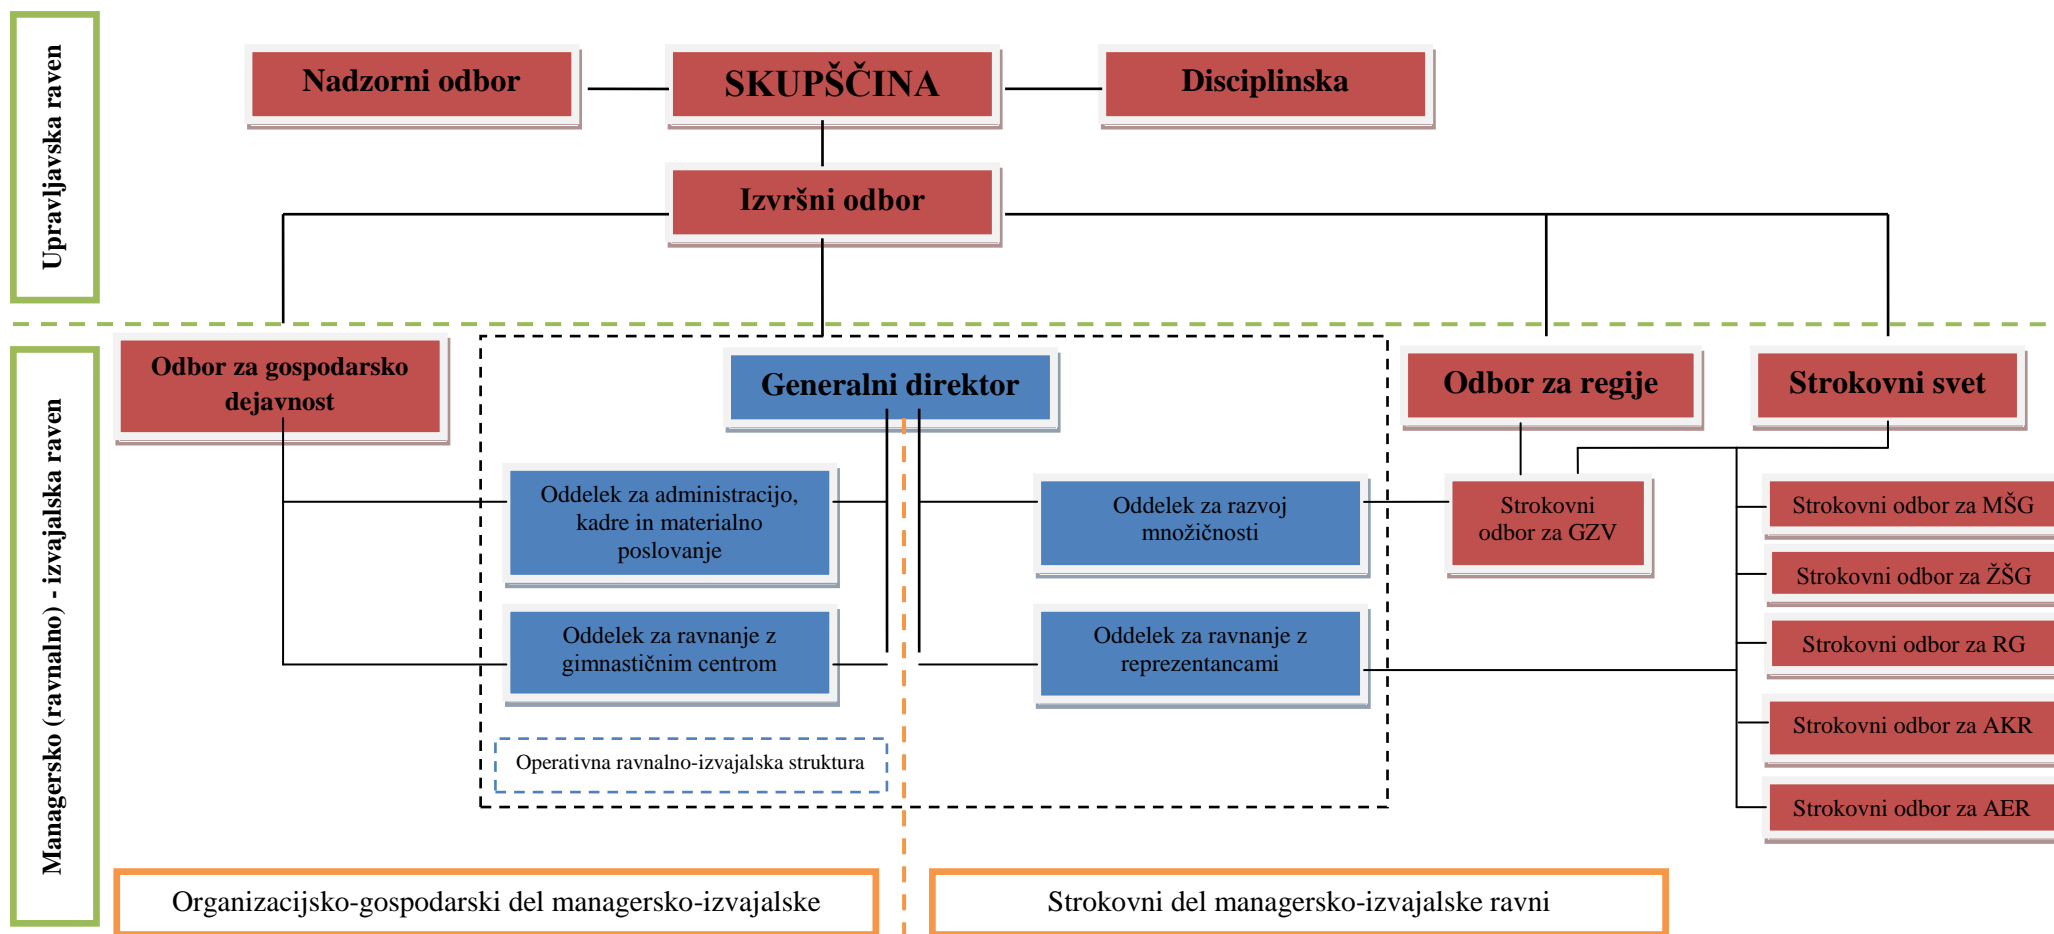 Upravljavska raven
Nadzorni odbor
SKUPŠČINA
Disciplinska
Izvršni odbor
Managersko (ravnalno) - izvajalska raven
Odbor za gospodarsko
dejavnost
Generalni direktor
Odbor za regije
Strokovni svet
Oddelek za administracijo,
kadre in materialno
poslovanje
Oddelek za razvoj
množičnosti
Strokovni
odbor za GZV
Strokovni odbor za MŠG
Strokovni odbor za ŽŠG
Oddelek za ravnanje z
gimnastičnim centrom
Oddelek za ravnanje z
reprezentancami
Strokovni odbor za RG
Strokovni odbor za AKR
Operativna ravnalno-izvajalska struktura
Strokovni odbor za AER
Organizacijsko-gospodarski del managersko-izvajalske
Strokovni del managersko-izvajalske ravni